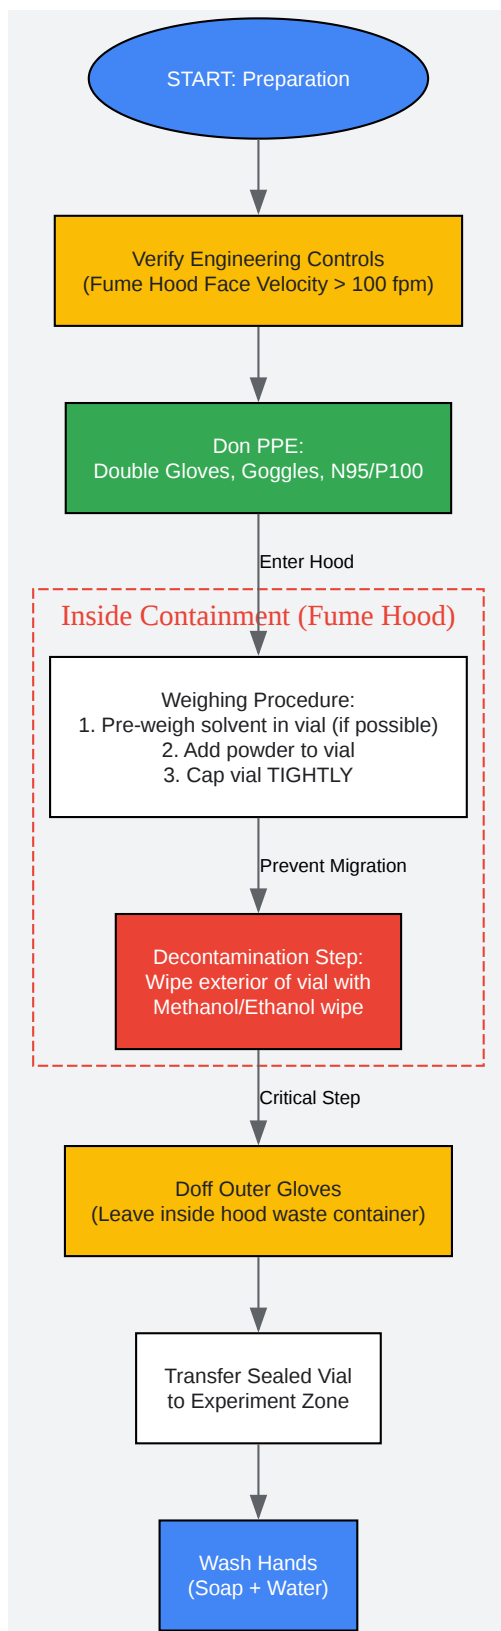 START: Preparation
Verify Engineering Controls
(Fume Hood Face Velocity > 100 fpm)
Don PPE:
Double Gloves, Goggles, N95/P100
Enter Hood
Inside Containment (Fume Hood)
Weighing Procedure:
1. Pre-weigh solvent in vial (if possible)
2. Add powder to vial
3. Cap vial TIGHTLY
Prevent Migration
Decontamination Step:
Wipe exterior of vial with
Methanol/Ethanol wipe
Critical Step
Doff Outer Gloves
(Leave inside hood waste container)
Transfer Sealed Vial
to Experiment Zone
Wash Hands
(Soap + Water)